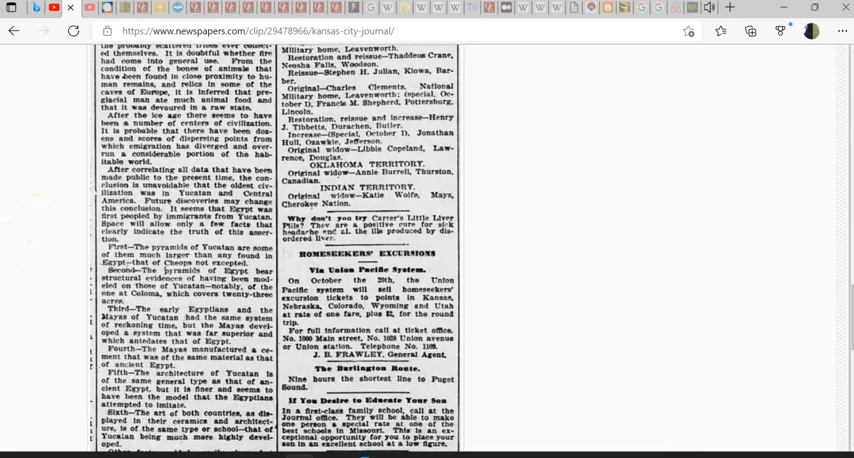 https://www.newspapers.com/clip/29478966/kansas-city-journal/
the probably scattered tribes ever collect-
ed themselves. It is doubtful whether fire
had come into general use. From the
condition of the bones of animals that
have been found in close proximity to hu-
man remains, and relics in some of the
caves of Europe, it is inferred that pre-
glacial man ate much animal food and
that it was devoured in a raw state.
After the ice age there seems to have
been a number of centers of civilization.
It is probable that there have been doz-
ens and scores of dispersing points from
which emigration has diverged and over-
run a considerable portion of the hab-
itable world.
After correlating all data that have been
made public to the present time, the con-
clusion is unavoidable that the oldest civ-
ilization was in Yucatan and Central
America. Future discoveries may change
this conclusion. It seems that Egypt was
first peopled by immigrants from Yucatan.
Space will allow only a few facts that
clearly indicate the truth of this asser-
tion.
First—The pyramids of Yucatan are some
of them much larger than any found in
Egypt—that of Cheops not excepted.
Second—The pyramids of Egypt bear
structural evidences of having been mod-
eled on those of Yucatan—notably, of the
one at Coloma, which covers twenty-three
acres.
Third—The early Egyptians and the
Mayas of Yucatan had the same system
of reckoning time, but the Mayas devel-
oped a system that was far superior and
which antedates that of Egypt.
Fourth—The Mayas manufactured a ce-
ment that was of the same material as that
of ancient Egypt.
Fifth—The architecture of Yucatan is
of the same general type as that of an-
cient Egypt, but it is finer and seems to
have been the model that the Egyptians
attempted to imitate.
Sixth—The art of both countries, as dis-
played in their ceramics and architect-
ure, is of the same type or school—that of
Yucatan being much more highly devel-
oped.
Military home, Leavenworth.
Restoration and reissue—Thaddeus Crane,
Neosha Falls, Woodson.
Reissue—Stephen H. Julian, Kiowa, Bar-
ber.
Original—Charles Clements, National
Military home, Leavenworth; (special, Oc-
tober 1), Francis M. Shepherd, Pottersburg,
Lincoln.
Restoration, reissue and increase—Henry
J. Tibbetts, Durachen, Butler.
Increase—(Special, October 1), Jonathan
Hull, Ozawkie, Jefferson.
Original widow—Libbie Copeland, Law-
rence, Douglas.
OKLAHOMA TERRITORY.
Original widow—Annie Burrell, Thurston,
Canadian.
INDIAN TERRITORY.
Original widow—Katie Wolfe, Mays,
Cherokee Nation.
Why don't you try Carter's Little Liver
Pills? They are a positive cure for sick
headache and all the ills produced by dis-
ordered liver.
HOMESEEKERS' EXCURSIONS
Via Union Pacific System.
On October the 20th, the Union
Pacific system will sell homeseekers'
excursion tickets to points in Kansas,
Nebraska, Colorado, Wyoming and Utah
at rate of one fare, plus $2, for the round
trip.
For full information call at ticket office.
No. 1000 Main street, No. 1038 Union avenue
or Union station. Telephone No. 1109.
J. B. FRAWLEY, General Agent.
The Burlington Route.
Nine hours the shortest line to Puget
Sound.
If You Desire to Educate Your Son
In a first-class family school, call at the
Journal office. They will be able to make
one person a special rate at one of the
best schools in Missouri. This is an ex-
ceptional opportunity for you to place your
son in an excellent school at a low figure.